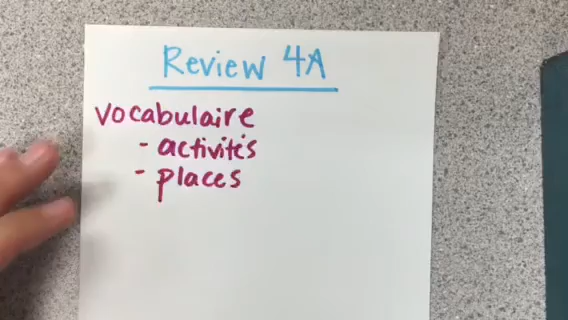 Review 4A
vocabulaire
- activités
- places